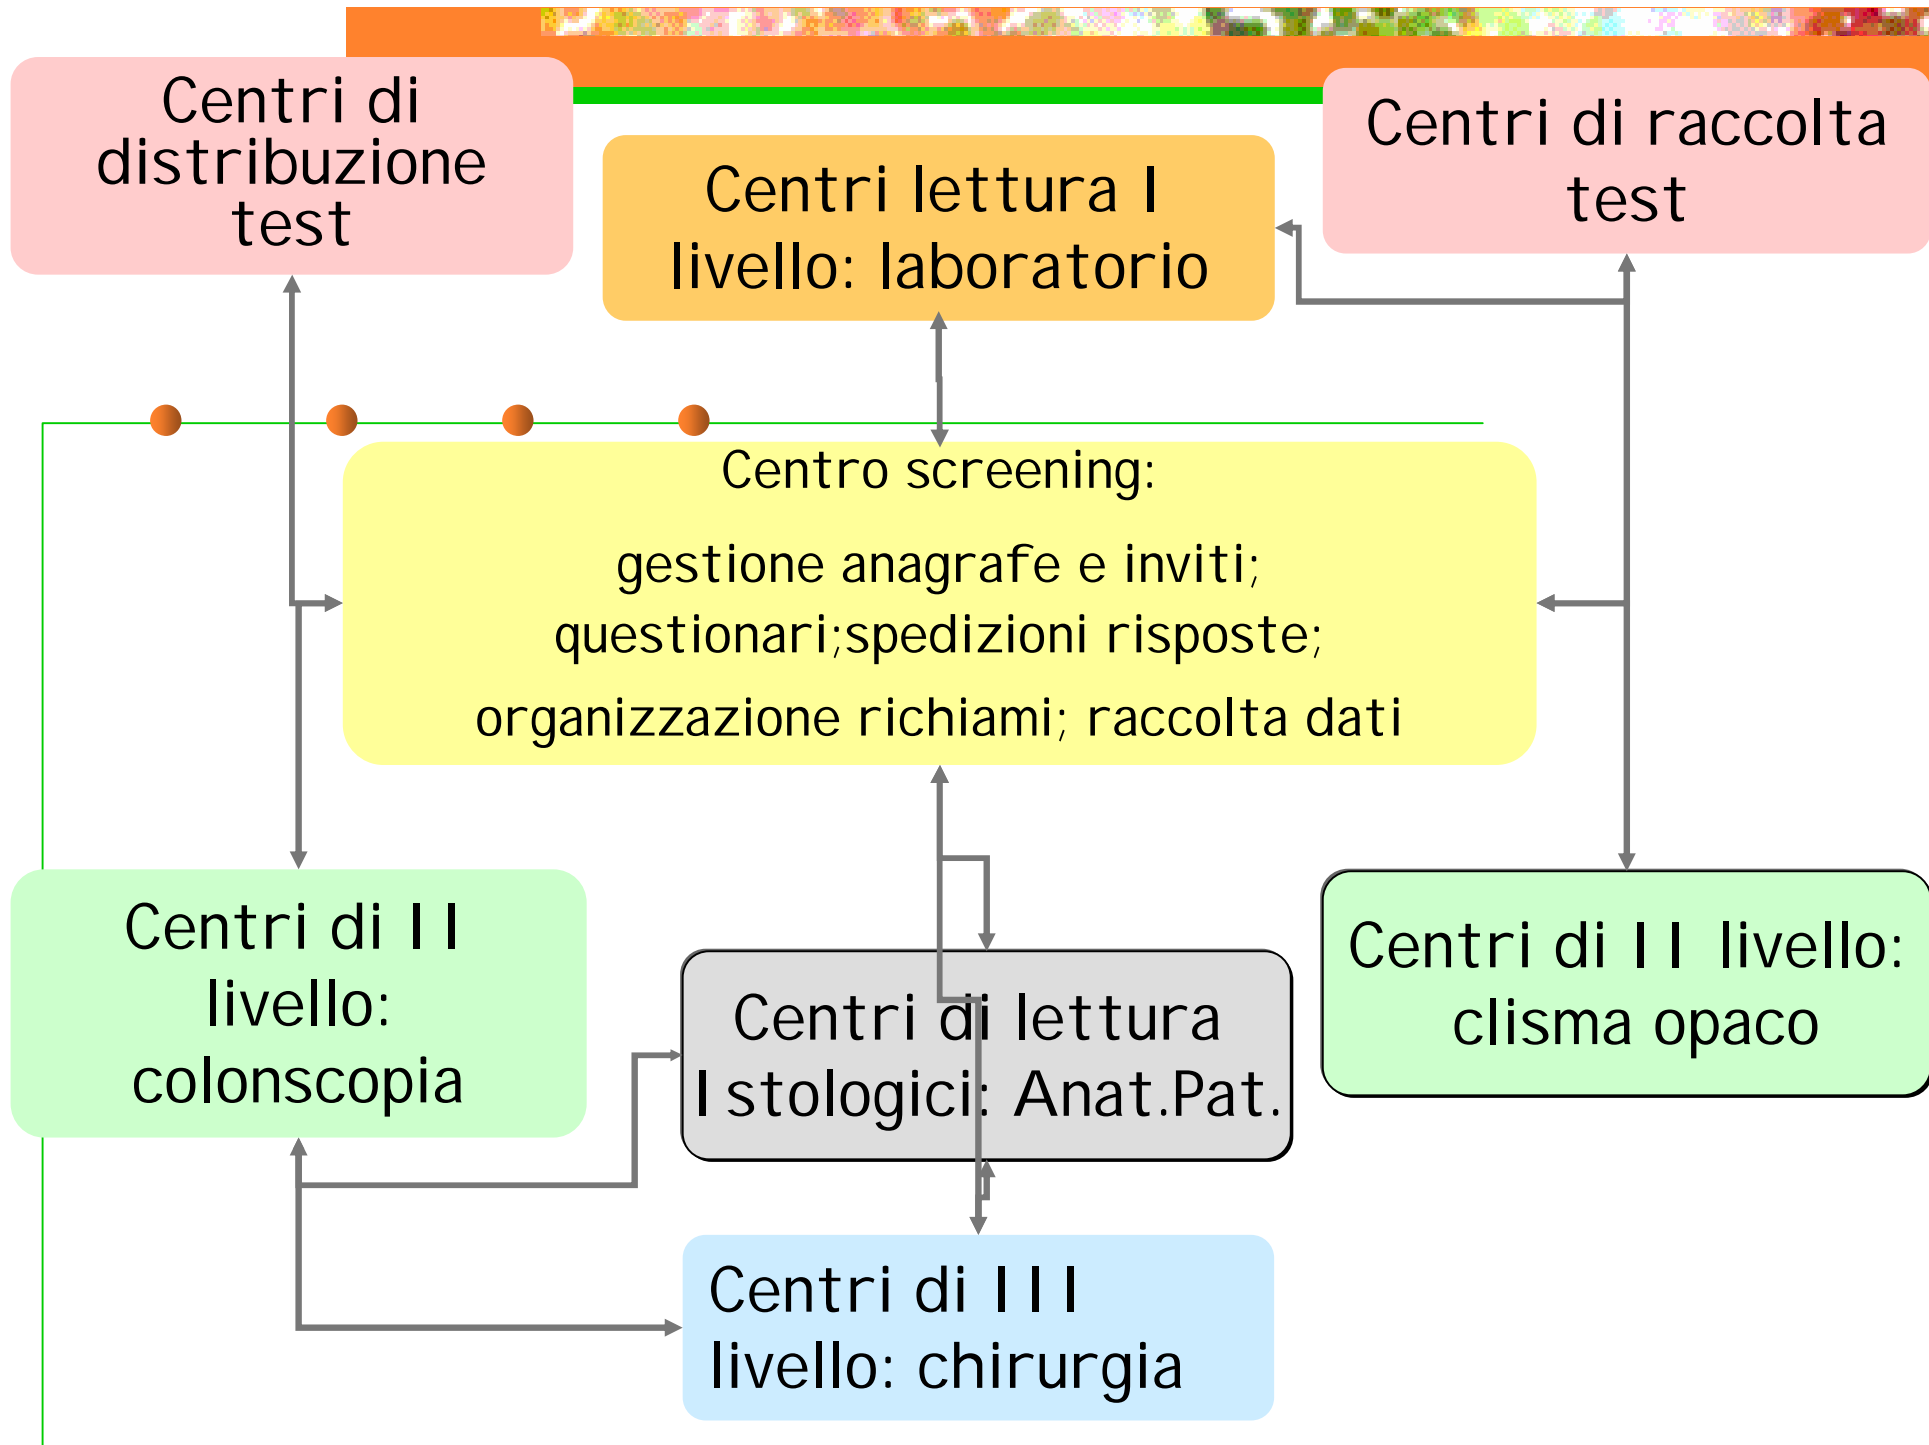 Centri di
distribuzione
test
Centri lettura I
livello: laboratorio
Centri di raccolta
test
Centro screening:
gestione anagrafe e inviti;
questionari;spedizioni risposte;
organizzazione richiami; raccolta dati
Centri di II
livello:
colonscopia
Centri di lettura
Istologici: Anat.Pat.
Centri di II livello:
clisma opaco
Centri di III
livello: chirurgia